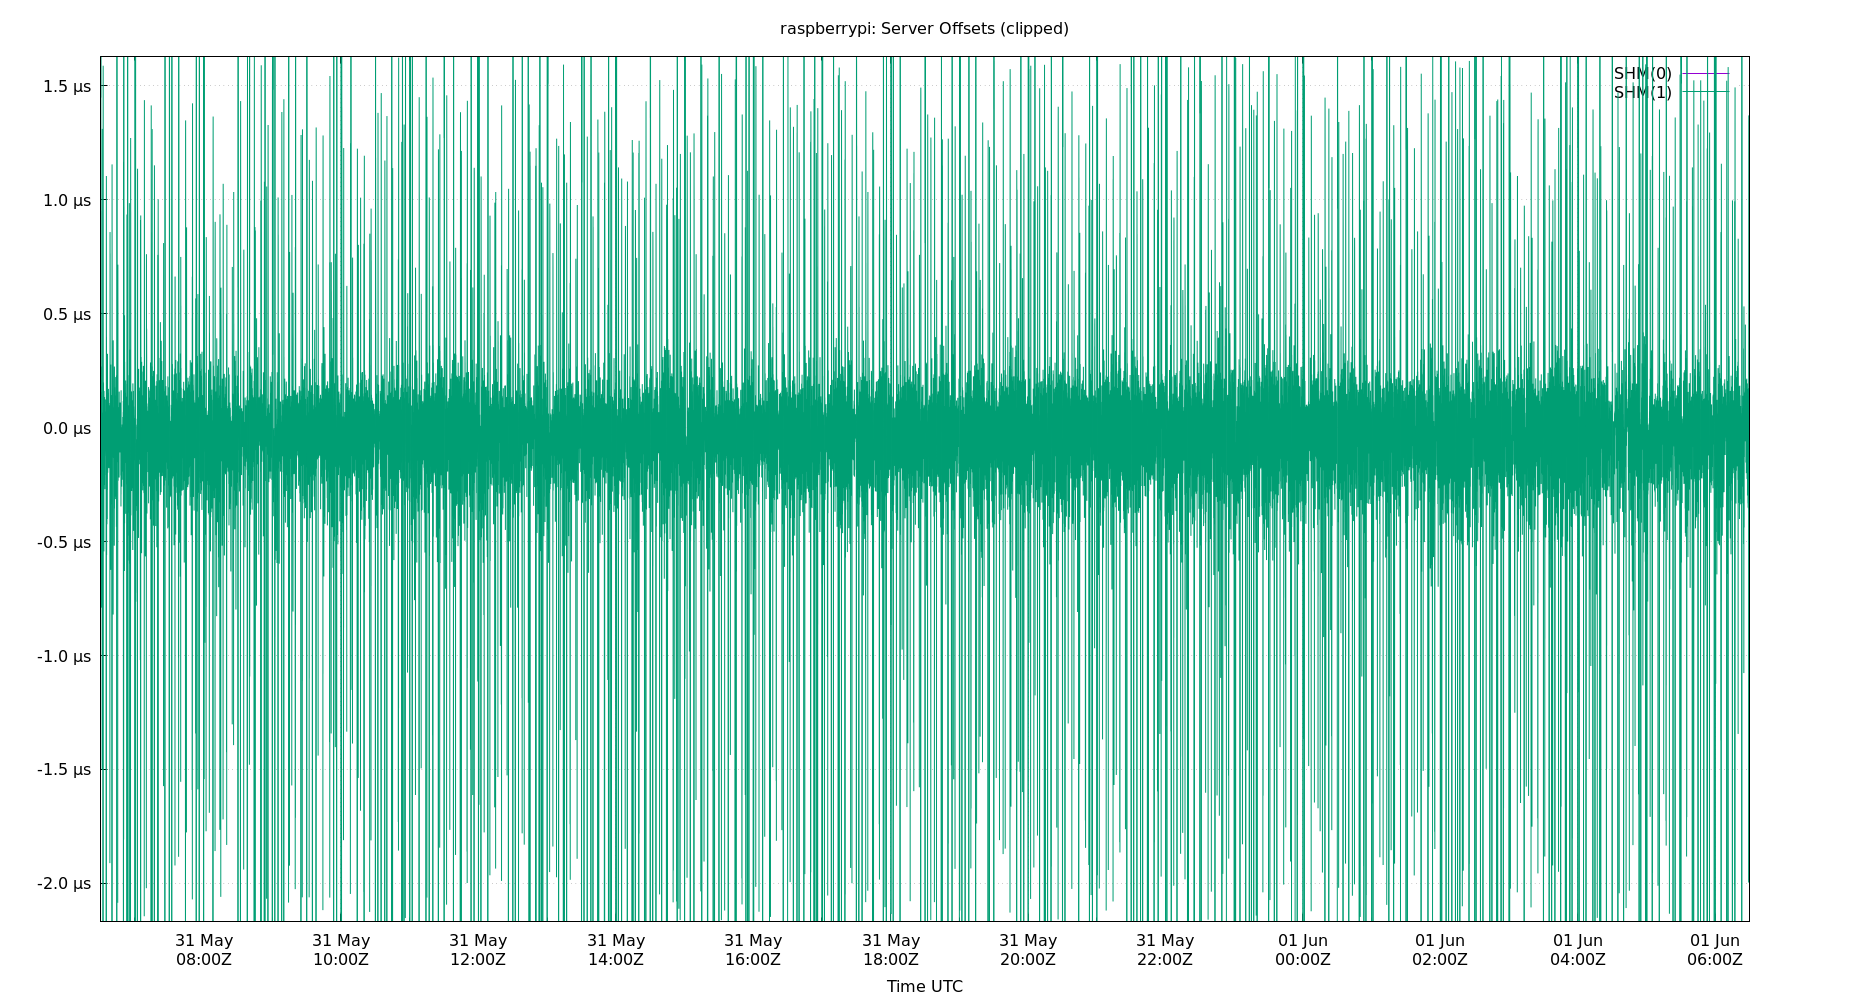 raspberrypi: Server Offsets (clipped)
SHM(0)
SHM(1)
1.5 µs
1.0 µs
0.5 µs
0.0 µs
-0.5 µs
-1.0 µs
-1.5 µs
-2.0 µs
31 May 31 May 31 May 31 May 31 May 31 May 31 May 31 May 01 Jun 01 Jun 01 Jun 01 Jun
08:00Z 10:00Z 12:00Z 14:00Z 16:00Z 18:00Z 20:00Z 22:00Z 00:00Z 02:00Z 04:00Z 06:00Z
Time UTC